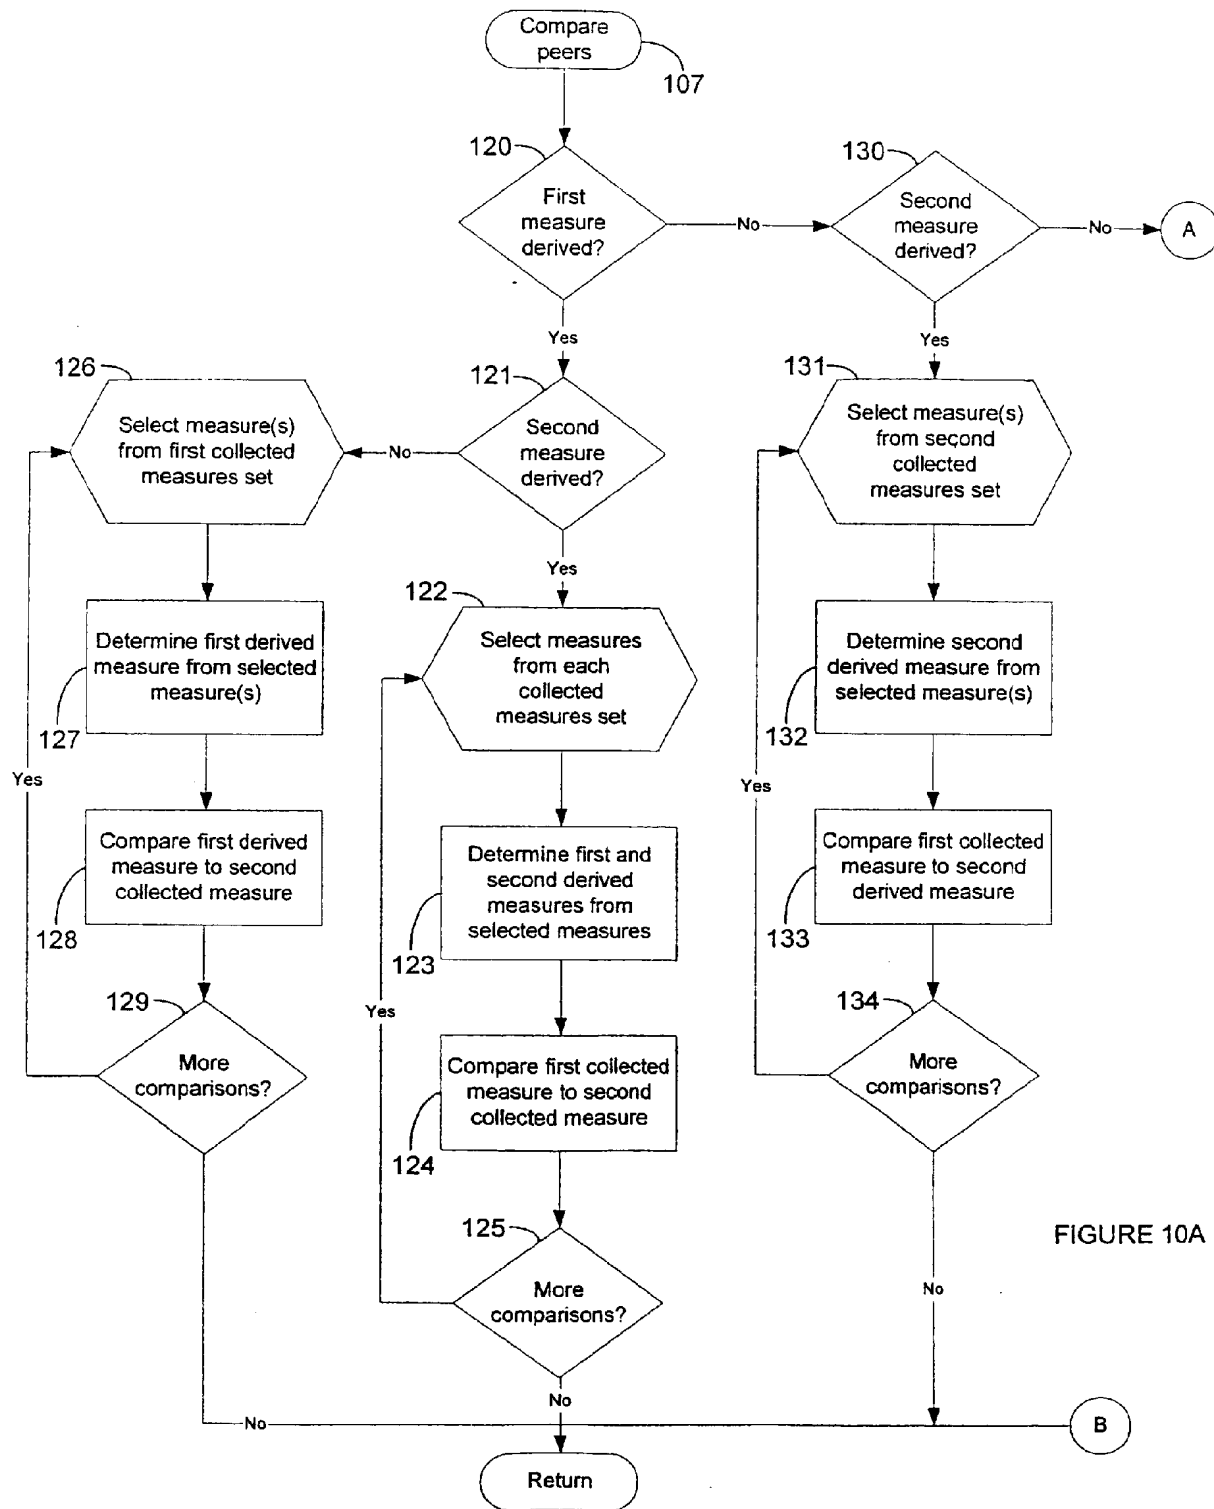 Compare
peers
107
120
First
measure
derived?
No
130
Second
measure
derived?
No
A
Yes
Yes
126
Select measure(s)
from first collected
measures set
No
121
Second
measure
derived?
131
Select measure(s)
from second
collected
measures set
Yes
122
Select measures
from each
collected
measures set
Determine first derived
measure from selected
measure(s)
127
Determine second
derived measure from
selected measure(s)
132
Yes
Yes
Compare first derived
measure to second
collected measure
128
Determine first and
second derived
measures from
selected measures
123
Compare first collected
measure to second
derived measure
133
129
More
comparisons?
Yes
134
More
comparisons?
Compare first collected
measure to second
collected measure
124
125
More
comparisons?
FIGURE 10A
No
No
No
B
Return